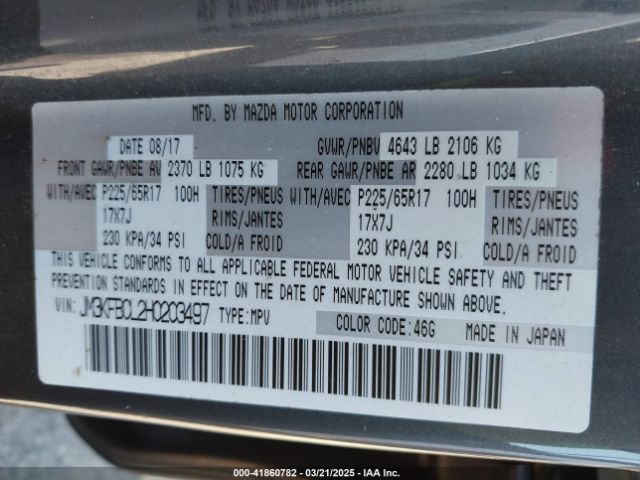 MFD. BY MAZDA MOTOR CORPORATION
DATE 08/17 GVWR/PNBV 4643 LB 2106 KG
FRONT GAWR/PNBE AV 2370 LB 1075 KG REAR GAWR/PNBE AR 2280 LB 1034 KG
WITH/AVEC P225/65R17 100H TIRES/PNEUS WITH/AVEC P225/65R17 100H TIRES/PNEUS
17X7J RIMS/JANTES 17X7J RIMS/JANTES
230 KPA/34 PSI COLD/A FROID 230 KPA/34 PSI COLD/A FROID
THIS VEHICLE CONFORMS TO ALL APPLICABLE FEDERAL MOTOR VEHICLE SAFETY AND THEFT
PREVENTION STANDARDS IN EFFECT ON THE DATE OF MANUFACTURE SHOWN ABOVE.
VIN: JM3KFBCL2H0203497 TYPE:MPV COLOR CODE:46G MADE IN JAPAN
000-41860782 — 03/21/2025 — IAA Inc.